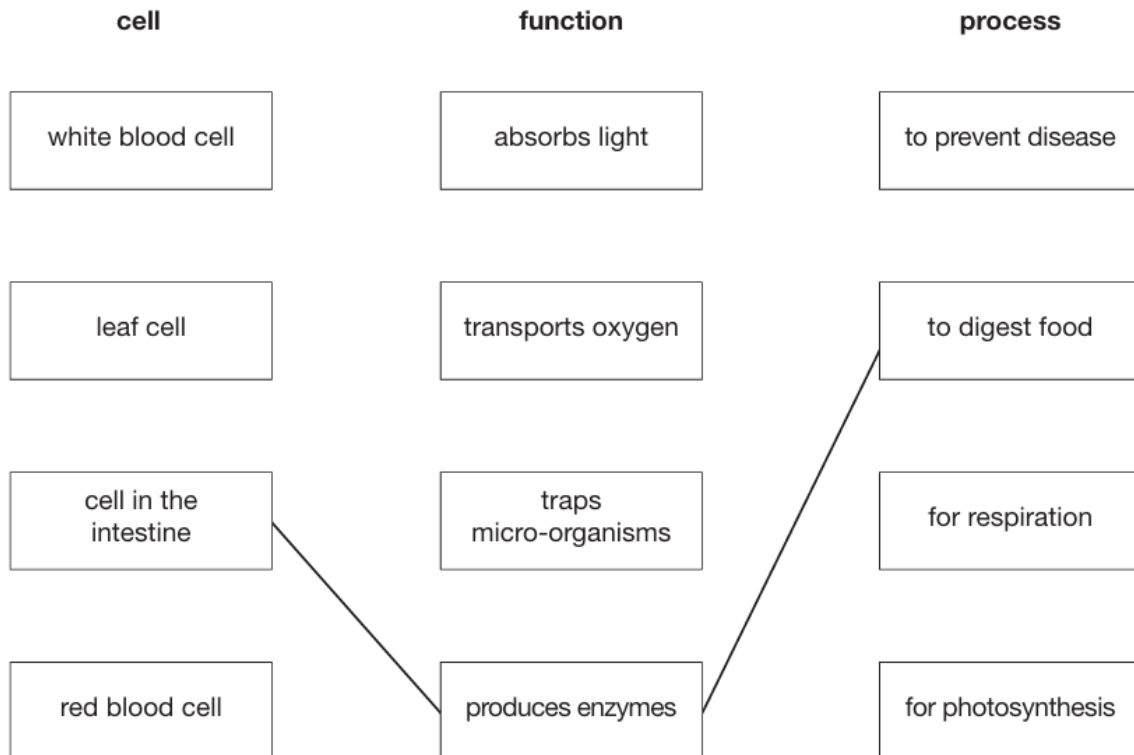 cell function process
white blood cell absorbs light to prevent disease
leaf cell transports oxygen to digest food
cell in the
intestine
traps
micro-organisms
for respiration
red blood cell produces enzymes for photosynthesis